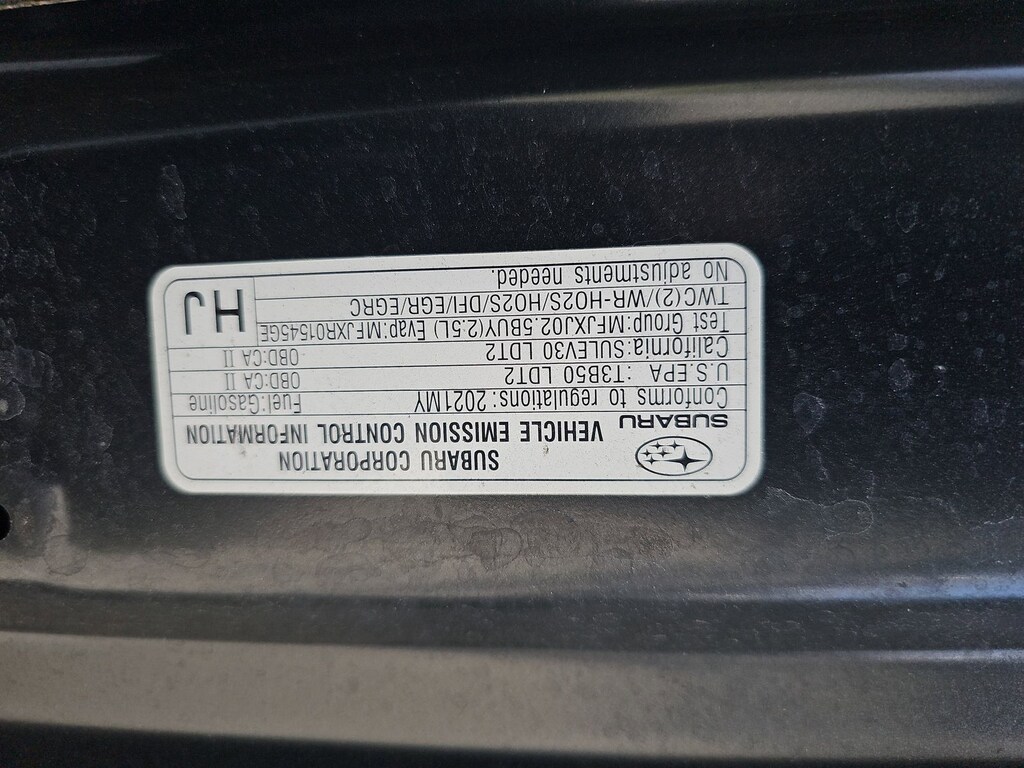 SUBARU CORPORATION
SUBARU VEHICLE EMISSION CONTROL INFORMATION
Conforms to regulations: 2021MY Fuel:Gasoline
U.S.EPA : T3B50 LDT2 OBD:CA II
California:SULEV30 LDT2 OBD:CA II
Test Group:MFJXJ02.5BUY(2.5L) Evap:MFJXR01545GE
TWC(2)/WR-HO2S/HO2S/DFI/EGR/EGRC
No adjustments needed.
HJ